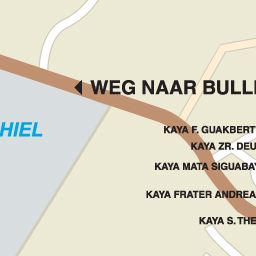 WEG NAAR BULL
HIEL
KAYA F. GUAKBERT
KAYA ZR. DEU
KAYA MATA SIGUABA
KAYA FRATER ANDREA
KAYA S. THE